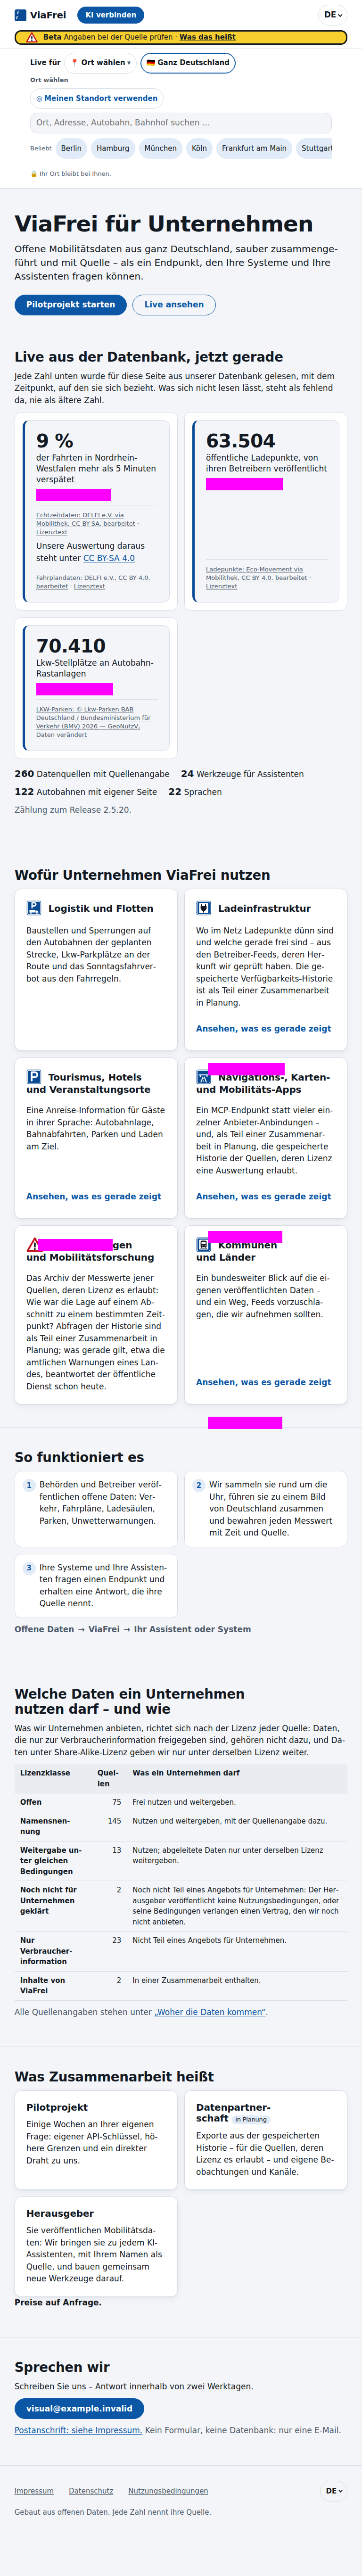 ViaFrei
KI verbinden
DE
Beta Angaben bei der Quelle prüfen · Was das heißt
Live für
📍 Ort wählen ▾
🇩🇪 Ganz Deutschland
Ort wählen
◎ Meinen Standort verwenden
Ort, Adresse, Autobahn, Bahnhof suchen …
Beliebt
Berlin
Hamburg
München
Köln
Frankfurt am Main
Stuttgart
🔒 Ihr Ort bleibt bei Ihnen.
ViaFrei für Unternehmen
Offene Mobilitätsdaten aus ganz Deutschland, sauber zusammenge-
führt und mit Quelle – als ein Endpunkt, den Ihre Systeme und Ihre
Assistenten fragen können.
Pilotprojekt starten
Live ansehen
Live aus der Datenbank, jetzt gerade
Jede Zahl unten wurde für diese Seite aus unserer Datenbank gelesen, mit dem
Zeitpunkt, auf den sie sich bezieht. Was sich nicht lesen lässt, steht als fehlend
da, nie als ältere Zahl.
9 %
der Fahrten in Nordrhein-
Westfalen mehr als 5 Minuten
verspätet
Echtzeitdaten: DELFI e.V. via
Mobilithek, CC BY-SA, bearbeitet ·
Lizenztext
Unsere Auswertung daraus
steht unter CC BY-SA 4.0
Fahrplandaten: DELFI e.V., CC BY 4.0,
bearbeitet · Lizenztext
63.504
öffentliche Ladepunkte, von
ihren Betreibern veröffentlicht
Ladepunkte: Eco-Movement via
Mobilithek, CC BY 4.0, bearbeitet ·
Lizenztext
70.410
Lkw-Stellplätze an Autobahn-
Rastanlagen
LKW-Parken: © Lkw-Parken BAB
Deutschland / Bundesministerium für
Verkehr (BMV) 2026 — GeoNutzV,
Daten verändert
260 Datenquellen mit Quellenangabe
24 Werkzeuge für Assistenten
122 Autobahnen mit eigener Seite
22 Sprachen
Zählung zum Release 2.5.20.
Wofür Unternehmen ViaFrei nutzen
Logistik und Flotten
Baustellen und Sperrungen auf
den Autobahnen der geplanten
Strecke, Lkw-Parkplätze an der
Route und das Sonntagsfahrver-
bot aus den Fahrregeln.
Ladeinfrastruktur
Wo im Netz Ladepunkte dünn sind
und welche gerade frei sind – aus
den Betreiber-Feeds, deren Her-
kunft wir geprüft haben. Die ge-
speicherte Verfügbarkeits-Historie
ist als Teil einer Zusammenarbeit
in Planung.
Ansehen, was es gerade zeigt
Tourismus, Hotels
und Veranstaltungsorte
Eine Anreise-Information für Gäste
in ihrer Sprache: Autobahnlage,
Bahnabfahrten, Parken und Laden
am Ziel.
Ansehen, was es gerade zeigt
Navigations-, Karten-
und Mobilitäts-Apps
Ein MCP-Endpunkt statt vieler ein-
zelner Anbieter-Anbindungen –
und, als Teil einer Zusammenar-
beit in Planung, die gespeicherte
Historie der Quellen, deren Lizenz
eine Auswertung erlaubt.
Ansehen, was es gerade zeigt
gen
und Mobilitätsforschung
Das Archiv der Messwerte jener
Quellen, deren Lizenz es erlaubt:
Wie war die Lage auf einem Ab-
schnitt zu einem bestimmten Zeit-
punkt? Abfragen der Historie sind
als Teil einer Zusammenarbeit in
Planung; was gerade gilt, etwa die
amtlichen Warnungen eines Lan-
des, beantwortet der öffentliche
Dienst schon heute.
Kommunen
und Länder
Ein bundesweiter Blick auf die ei-
genen veröffentlichten Daten –
und ein Weg, Feeds vorzuschla-
gen, die wir aufnehmen sollten.
Ansehen, was es gerade zeigt
So funktioniert es
1 Behörden und Betreiber veröf-
fentlichen offene Daten: Ver-
kehr, Fahrpläne, Ladesäulen,
Parken, Unwetterwarnungen.
2 Wir sammeln sie rund um die
Uhr, führen sie zu einem Bild
von Deutschland zusammen
und bewahren jeden Messwert
mit Zeit und Quelle.
3 Ihre Systeme und Ihre Assisten-
ten fragen einen Endpunkt und
erhalten eine Antwort, die ihre
Quelle nennt.
Offene Daten → ViaFrei → Ihr Assistent oder System
Welche Daten ein Unternehmen
nutzen darf – und wie
Was wir Unternehmen anbieten, richtet sich nach der Lizenz jeder Quelle: Daten,
die nur zur Verbraucherinformation freigegeben sind, gehören nicht dazu, und Da-
ten unter Share-Alike-Lizenz geben wir nur unter derselben Lizenz weiter.
Lizenzklasse
Quel-
len
Was ein Unternehmen darf
Offen
75
Frei nutzen und weitergeben.
Namensnen-
nung
145
Nutzen und weitergeben, mit der Quellenangabe dazu.
Weitergabe un-
ter gleichen
Bedingungen
13
Nutzen; abgeleitete Daten nur unter derselben Lizenz
weitergeben.
Noch nicht für
Unternehmen
geklärt
2
Noch nicht Teil eines Angebots für Unternehmen: Der Her-
ausgeber veröffentlicht keine Nutzungsbedingungen, oder
seine Bedingungen verlangen einen Vertrag, den wir noch
nicht anbieten.
Nur
Verbraucher-
information
23
Nicht Teil eines Angebots für Unternehmen.
Inhalte von
ViaFrei
2
In einer Zusammenarbeit enthalten.
Alle Quellenangaben stehen unter „Woher die Daten kommen“.
Was Zusammenarbeit heißt
Pilotprojekt
Einige Wochen an Ihrer eigenen
Frage: eigener API-Schlüssel, hö-
here Grenzen und ein direkter
Draht zu uns.
Datenpartner-
schaft in Planung
Exporte aus der gespeicherten
Historie – für die Quellen, deren
Lizenz es erlaubt – und eigene Be-
obachtungen und Kanäle.
Herausgeber
Sie veröffentlichen Mobilitätsda-
ten: Wir bringen sie zu jedem KI-
Assistenten, mit Ihrem Namen als
Quelle, und bauen gemeinsam
neue Werkzeuge darauf.
Preise auf Anfrage.
Sprechen wir
Schreiben Sie uns – Antwort innerhalb von zwei Werktagen.
visual@example.invalid
Postanschrift: siehe Impressum. Kein Formular, keine Datenbank: nur eine E-Mail.
Impressum
Datenschutz
Nutzungsbedingungen
DE
Gebaut aus offenen Daten. Jede Zahl nennt ihre Quelle.